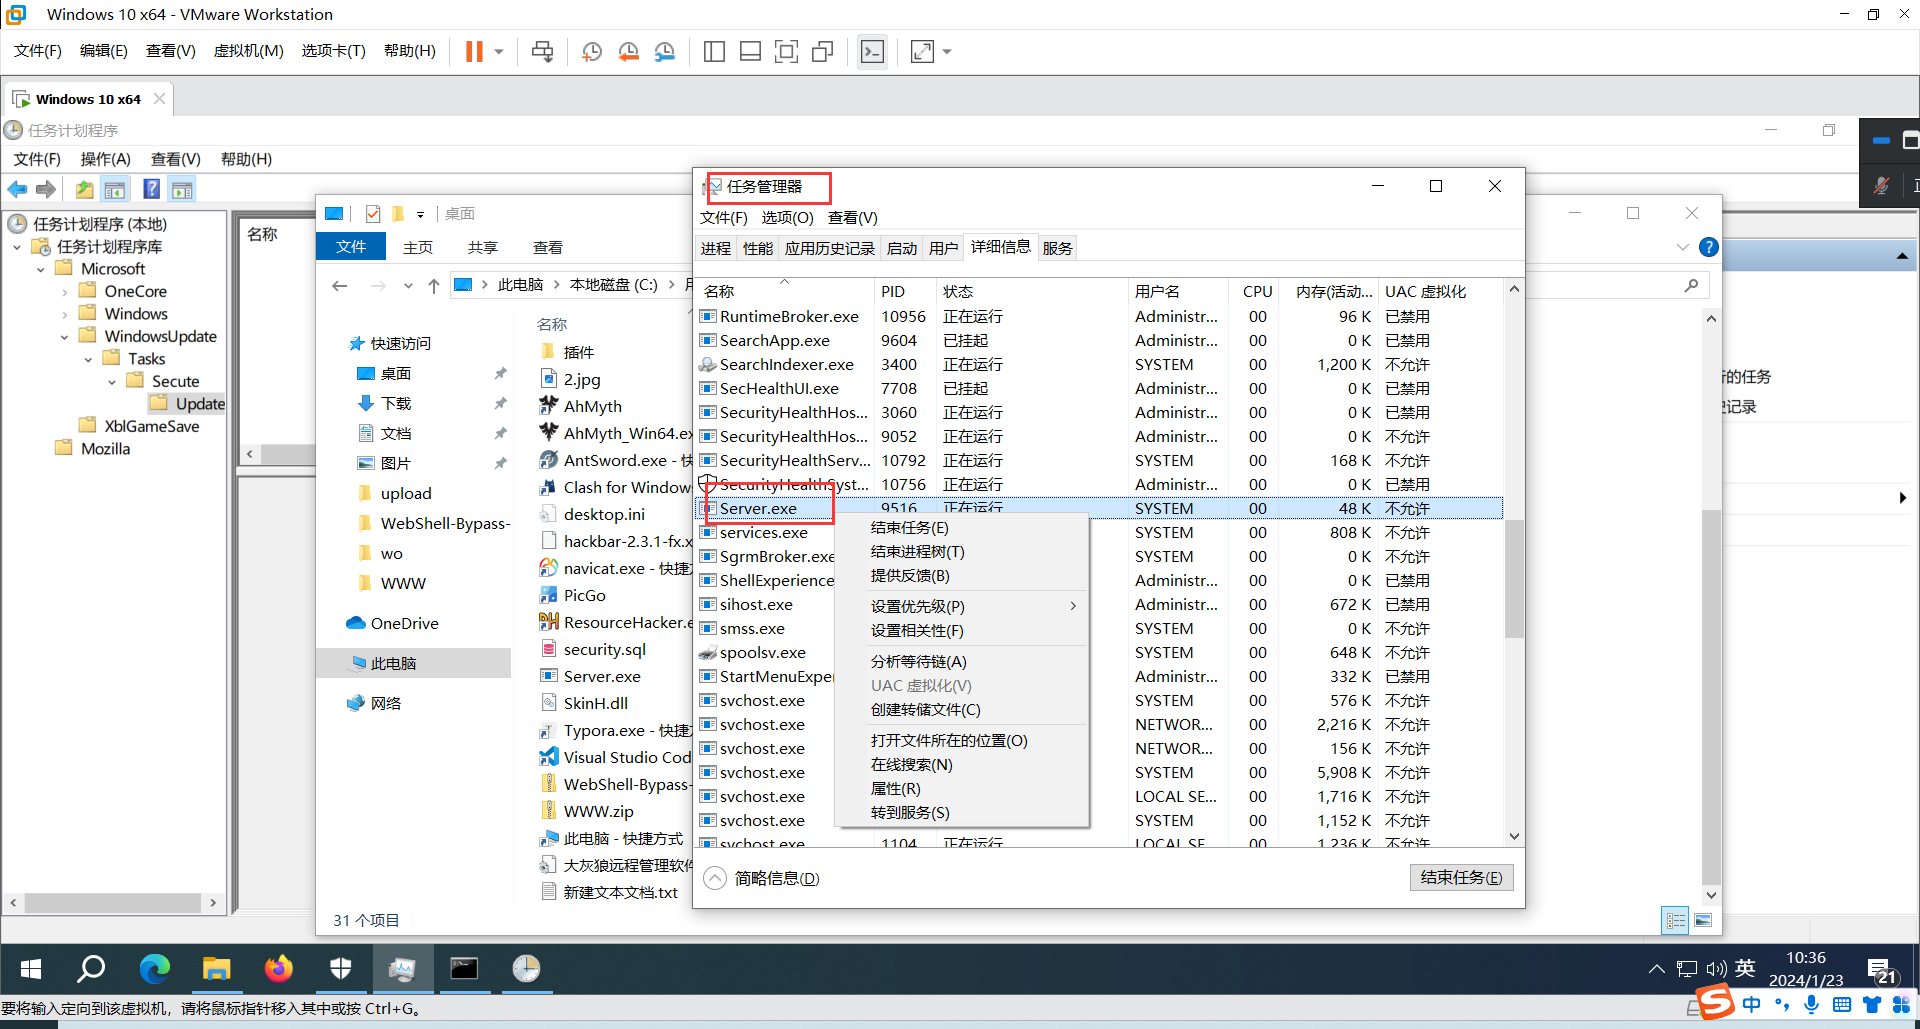 Windows 10 x64 - VMware Workstation
文件(F) 编辑(E) 查看(V) 虚拟机(M) 选项卡(T) 帮助(H)
Windows 10 x64
任务计划程序
文件(F) 操作(A) 查看(V) 帮助(H)
任务计划程序 (本地)
任务计划程序库
Microsoft
OneCore
Windows
WindowsUpdate
Tasks
Secute
Update
XblGameSave
Mozilla
名称
桌面
文件 主页 共享 查看
此电脑 本地磁盘 (C:)
快速访问
桌面
下载
文档
图片
upload
WebShell-Bypass-
wo
WWW
OneDrive
此电脑
网络
名称
插件
2.jpg
AhMyth
AhMyth_Win64.ex
AntSword.exe - 快
Clash for Window
desktop.ini
hackbar-2.3.1-fx.x
navicat.exe - 快捷方
PicGo
ResourceHacker.e
security.sql
Server.exe
SkinH.dll
Typora.exe - 快捷方
Visual Studio Cod
WebShell-Bypass-
WWW.zip
此电脑 - 快捷方式
大灰狼远程管理软件
新建文本文档.txt
31 个项目
任务管理器
文件(F) 选项(O) 查看(V)
进程 性能 应用历史记录 启动 用户 详细信息 服务
名称 PID 状态 用户名 CPU 内存(活动... UAC 虚拟化
RuntimeBroker.exe 10956 正在运行 Administr... 00 96 K 已禁用
SearchApp.exe 9604 已挂起 Administr... 00 0 K 已禁用
SearchIndexer.exe 3400 正在运行 SYSTEM 00 1,200 K 不允许
SecHealthUI.exe 7708 已挂起 Administr... 00 0 K 已禁用
SecurityHealthHos... 3060 正在运行 Administr... 00 0 K 已禁用
SecurityHealthHos... 9052 正在运行 Administr... 00 0 K 不允许
SecurityHealthServ... 10792 正在运行 SYSTEM 00 168 K 不允许
SecurityHealthSyst... 10756 正在运行 Administr... 00 0 K 已禁用
Server.exe 9516 正在运行 SYSTEM 00 48 K 不允许
services.exe SYSTEM 00 808 K 不允许
SgrmBroker.exe SYSTEM 00 0 K 不允许
ShellExperience Administr... 00 0 K 已禁用
sihost.exe Administr... 00 672 K 已禁用
smss.exe SYSTEM 00 0 K 不允许
spoolsv.exe SYSTEM 00 648 K 不允许
StartMenuExper Administr... 00 332 K 已禁用
svchost.exe SYSTEM 00 576 K 不允许
svchost.exe NETWOR... 00 2,216 K 不允许
svchost.exe NETWOR... 00 156 K 不允许
svchost.exe SYSTEM 00 5,908 K 不允许
svchost.exe LOCAL SE... 00 1,716 K 不允许
svchost.exe SYSTEM 00 1,152 K 不允许
svchost.exe 1104 正在运行 LOCAL SE 00 1,236 K 不允许
结束任务(E)
结束进程树(T)
提供反馈(B)
设置优先级(P)
设置相关性(F)
分析等待链(A)
UAC 虚拟化(V)
创建转储文件(C)
打开文件所在的位置(O)
在线搜索(N)
属性(R)
转到服务(S)
简略信息(D)
结束任务(E)
的任务
记录
英
10:36
2024/1/23
21
要将输入定向到该虚拟机，请将鼠标指针移入其中或按 Ctrl+G。
中